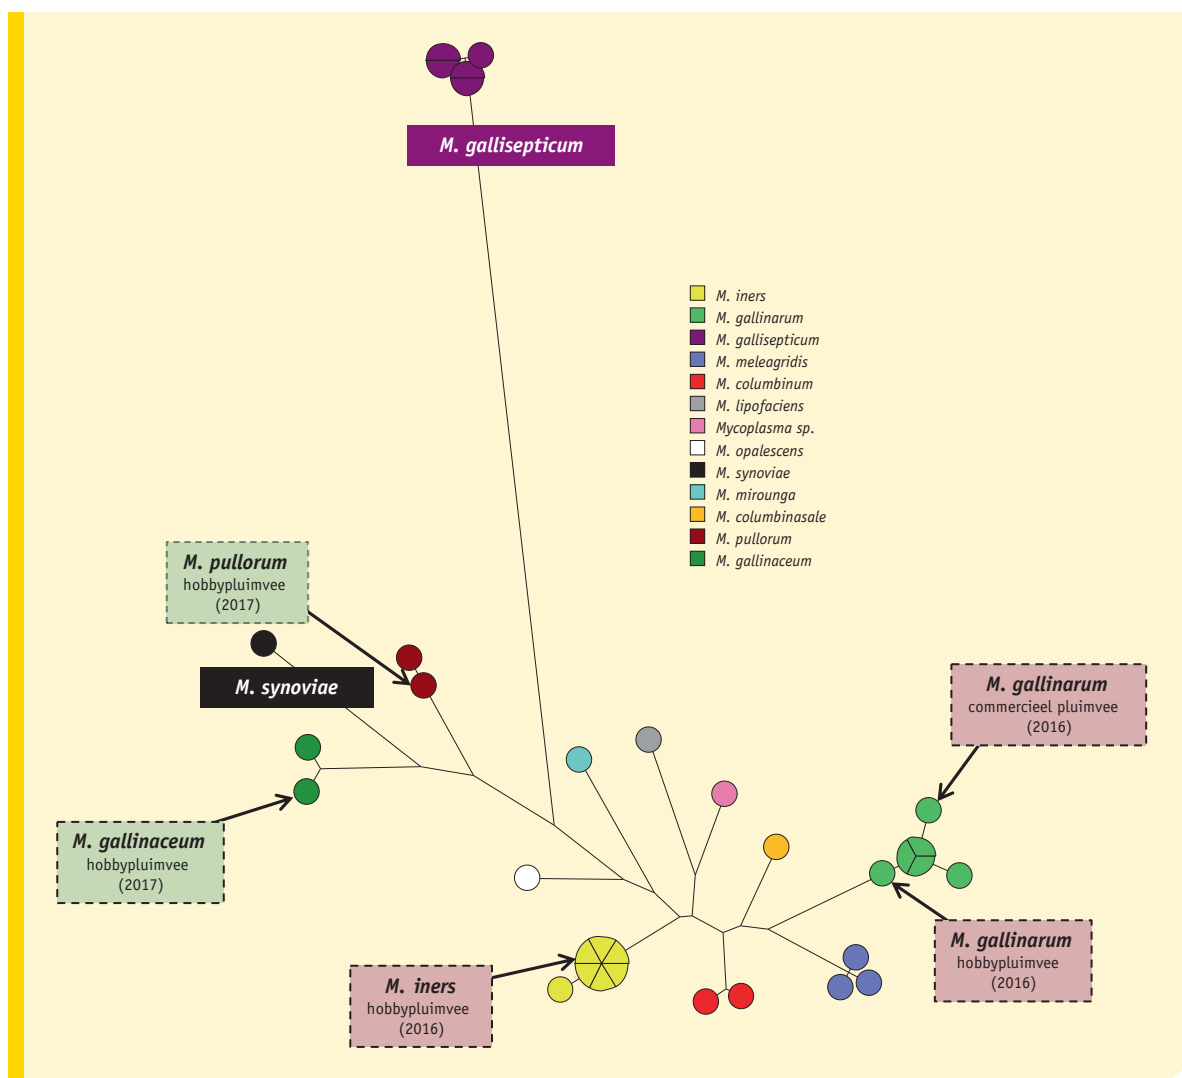 M. gallisepticum
M. iners
M. gallinarum
M. gallisepticum
M. meleagridis
M. columbinum
M. lipofaciens
Mycoplasma sp.
M. opalescens
M. synoviae
M. mirounga
M. columbinasale
M. pullorum
M. gallinaceum
M. pullorum
hobbypluimvee
(2017)
M. synoviae
M. gallinarum
commercieel pluimvee
(2016)
M. gallinaceum
hobbypluimvee
(2017)
M. gallinarum
hobbypluimvee
(2016)
M. iners
hobbypluimvee
(2016)